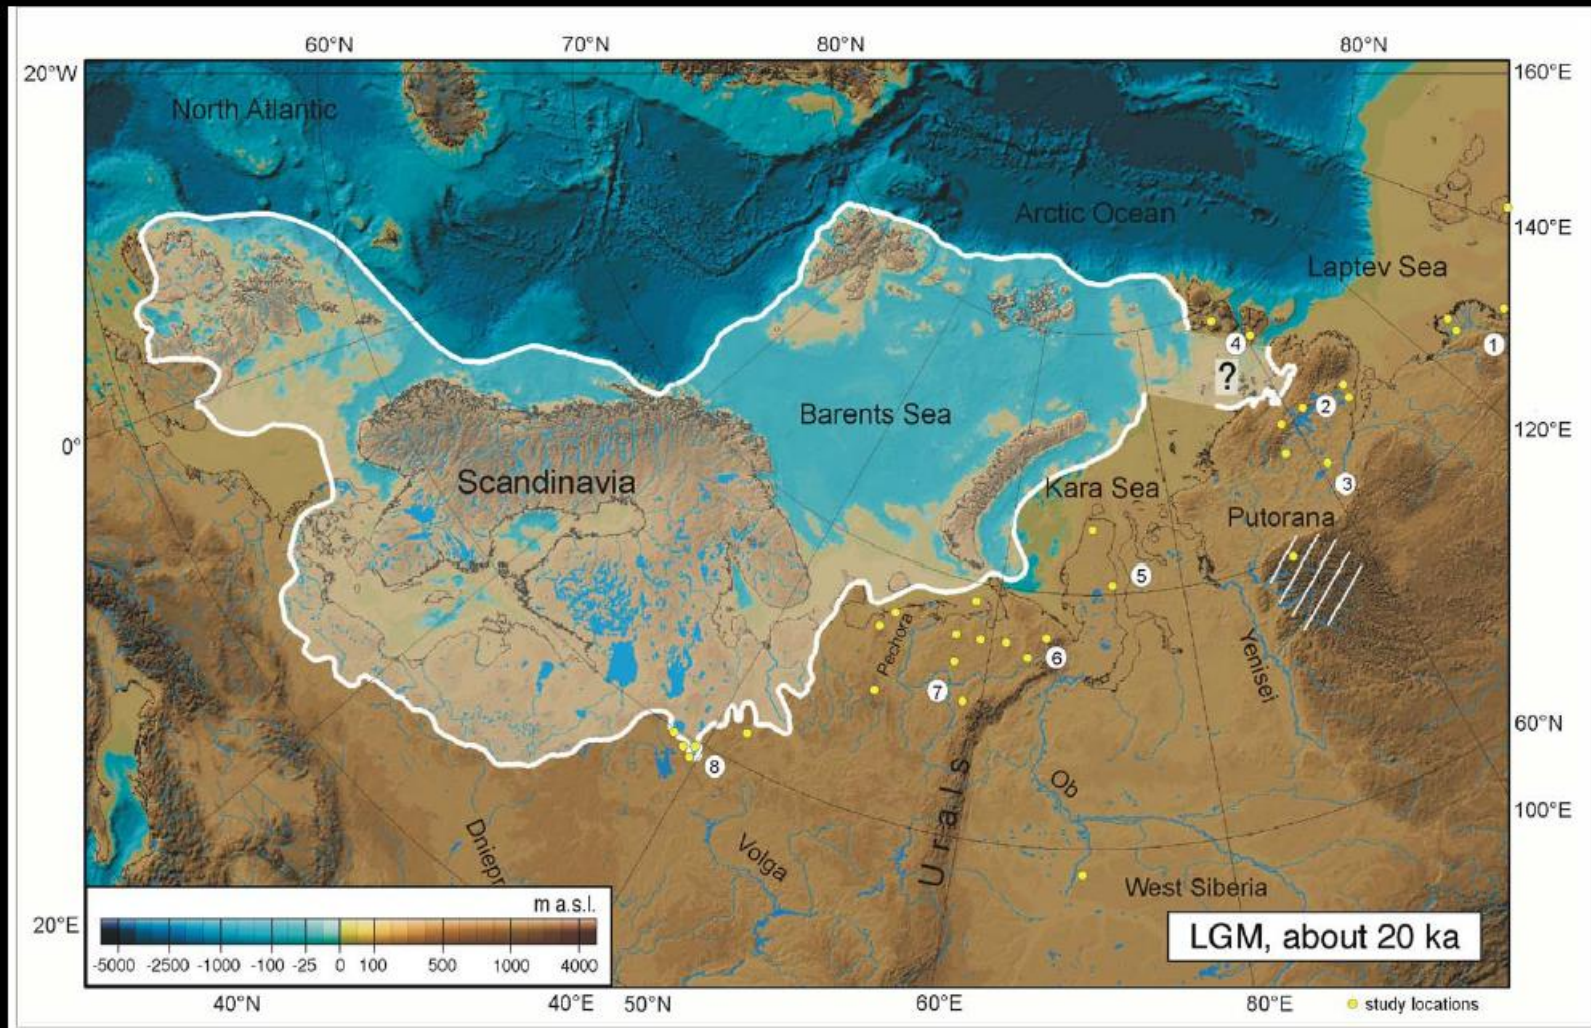 60°N 70°N 80°N 80°N
20°W
160°E
North Atlantic
Arctic Ocean
140°E
Laptev Sea
4
1
?
Barents Sea
2
120°E
0°
Scandinavia
Kara Sea
3
Putorana
5
Pechora
6
Yenisei
7
60°N
8
Urals
Ob
Dniepr
Volga
100°E
West Siberia
m a.s.l.
-5000 -2500 -1000 -100 -25 0 100 500 1000 4000
20°E
LGM, about 20 ka
40°N 40°E 50°N 60°E 80°E
study locations